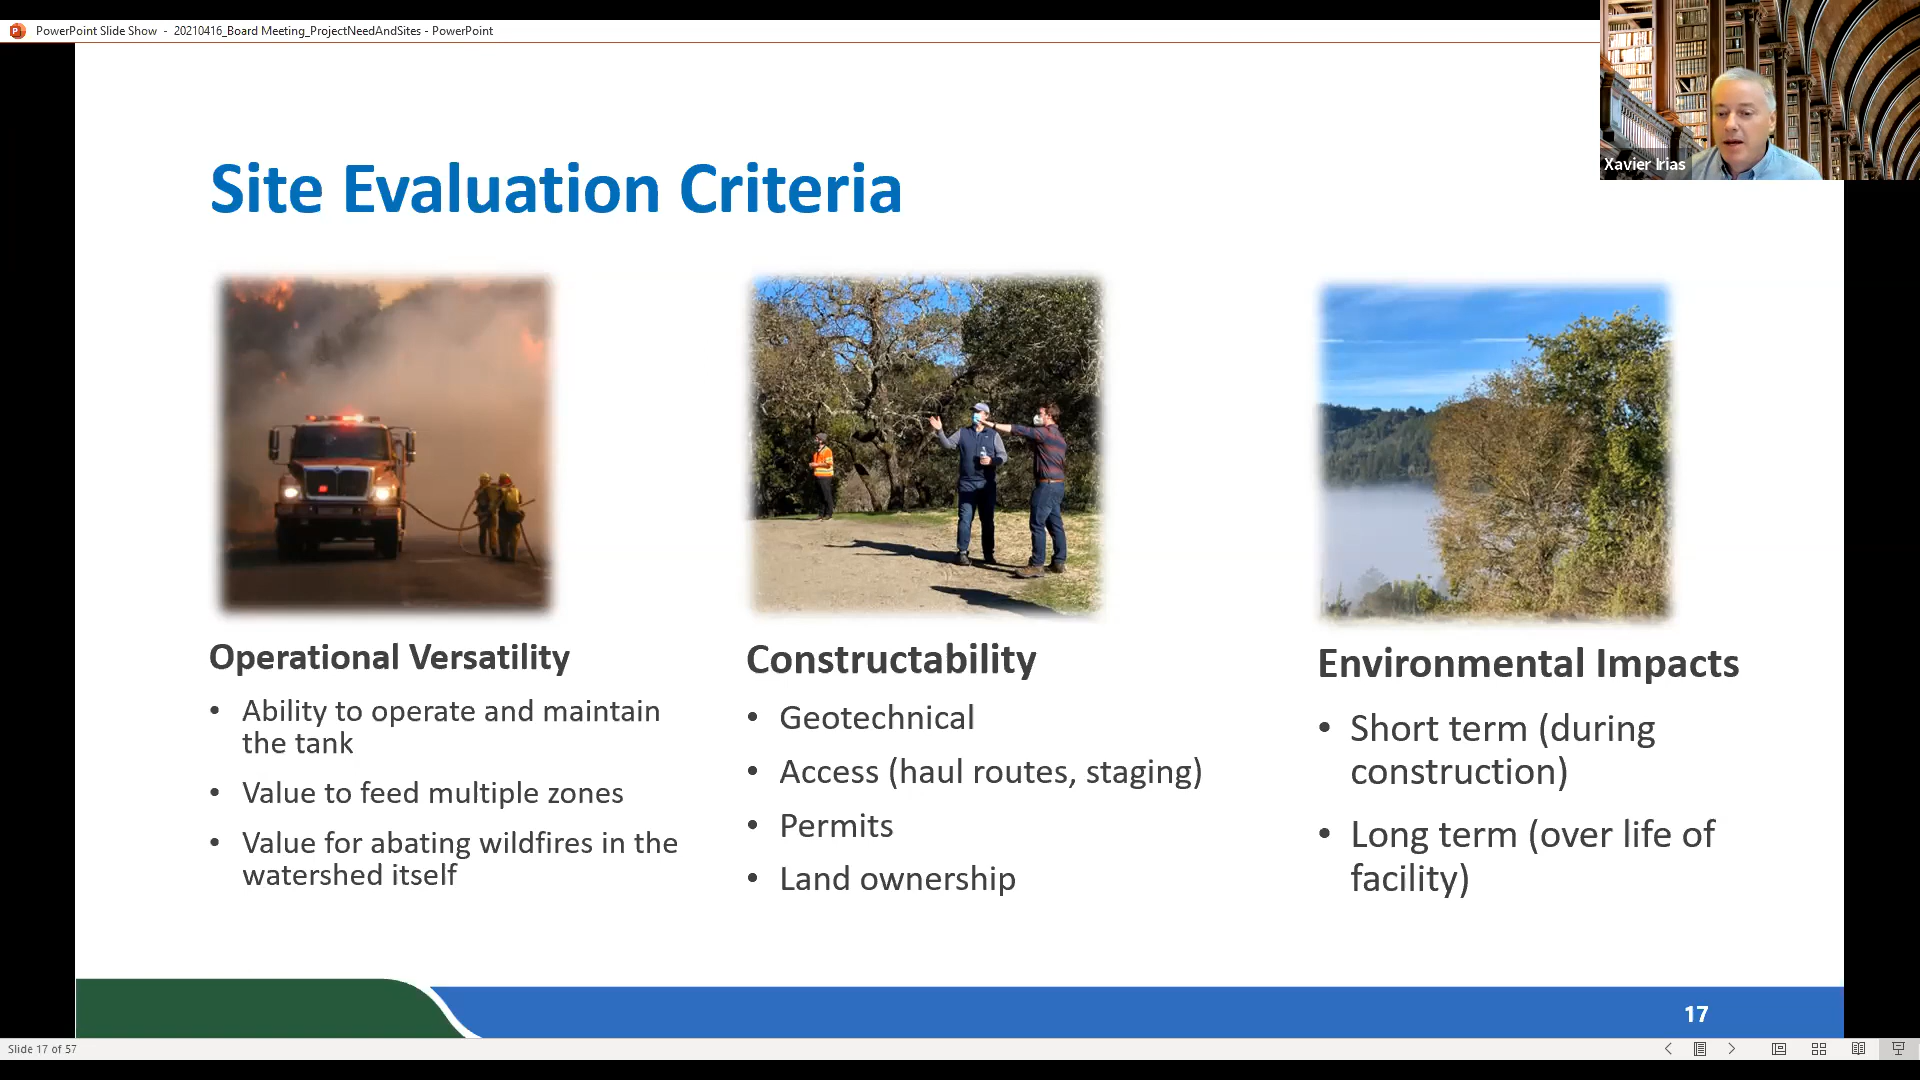 PowerPoint Slide Show - 20210416_Board Meeting_ProjectNeedAndSites - PowerPoint
Xavier Irias
Site Evaluation Criteria
Operational Versatility
• Ability to operate and maintain
the tank
• Value to feed multiple zones
• Value for abating wildfires in the
watershed itself
Constructability
• Geotechnical
• Access (haul routes, staging)
• Permits
• Land ownership
Environmental Impacts
• Short term (during
construction)
• Long term (over life of
facility)
17
Slide 17 of 57